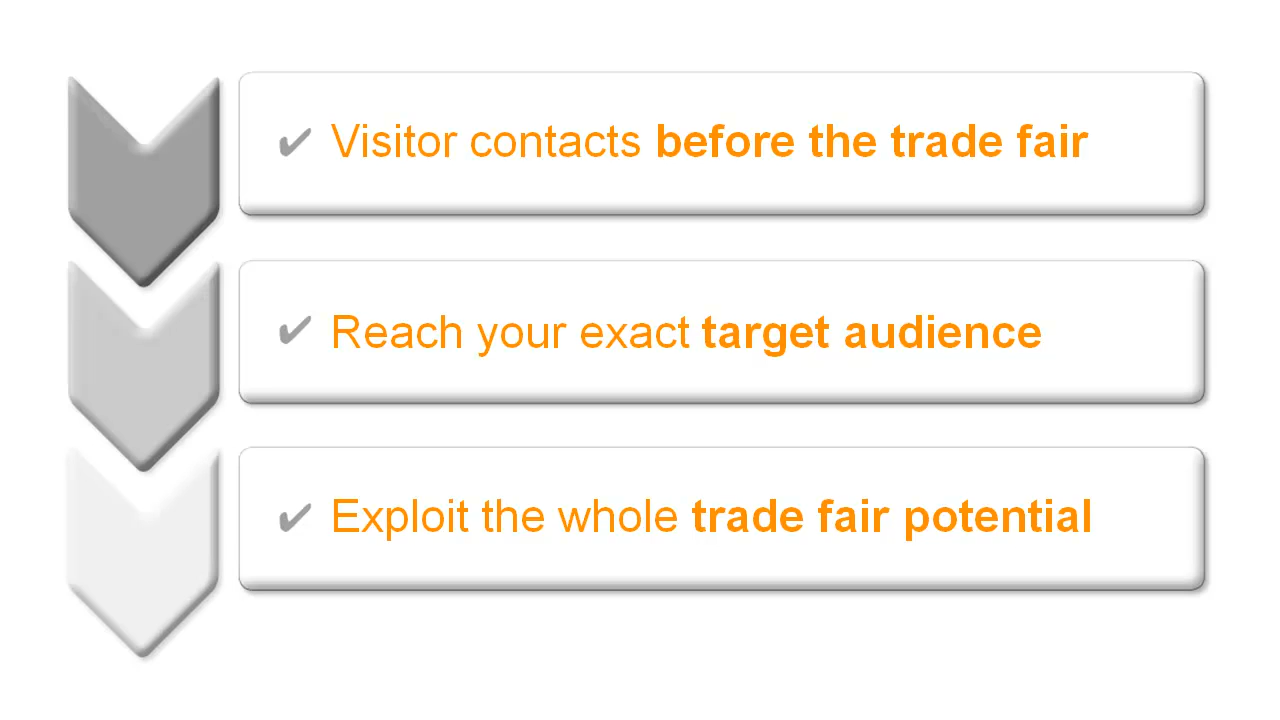 ✔ Visitor contacts before the trade fair
✔ Reach your exact target audience
✔ Exploit the whole trade fair potential